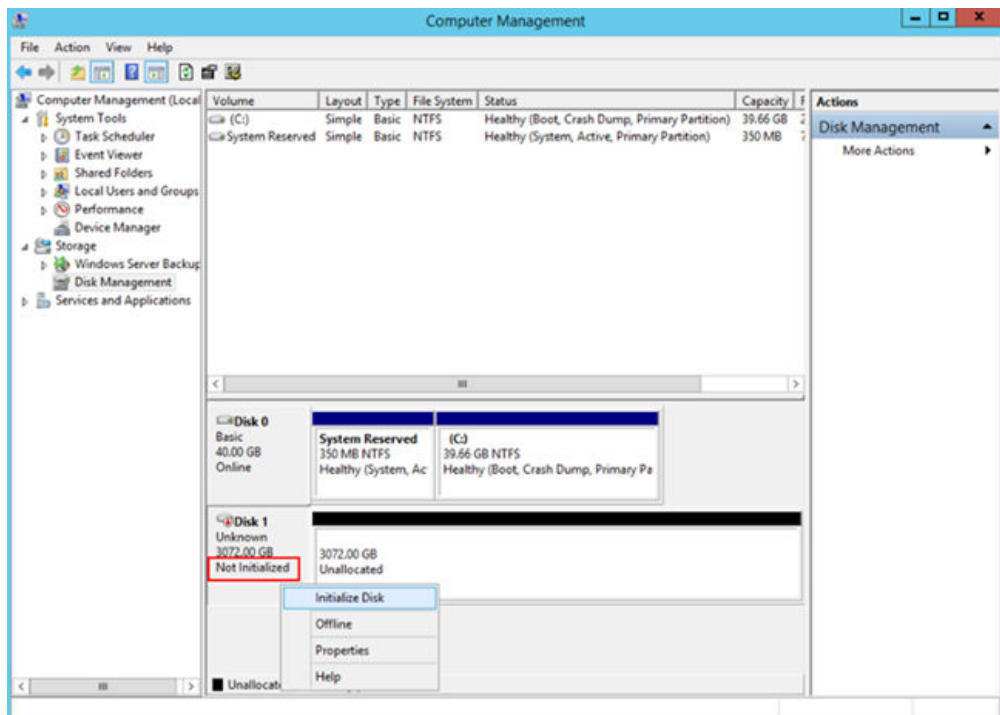 Computer Management
File Action View Help
Computer Management (Local
System Tools
Task Scheduler
Event Viewer
Shared Folders
Local Users and Groups
Performance
Device Manager
Storage
Windows Server Backup
Disk Management
Services and Applications
Volume Layout Type File System Status Capacity F
(C:) Simple Basic NTFS Healthy (Boot, Crash Dump, Primary Partition) 39.66 GB
System Reserved Simple Basic NTFS Healthy (System, Active, Primary Partition) 350 MB
Disk 0
Basic
40.00 GB
Online
System Reserved
350 MB NTFS
Healthy (System, Ac
(C:)
39.66 GB NTFS
Healthy (Boot, Crash Dump, Primary Pa
Disk 1
Unknown
3072.00 GB
Not Initialized
3072.00 GB
Unallocated
Initialize Disk
Offline
Properties
Help
Unallocat
Actions
Disk Management
More Actions